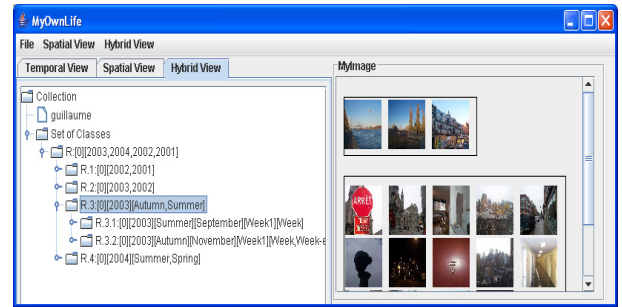 MyOwnLife
File Spatial View Hybrid View
Temporal View Spatial View Hybrid View
MyImage
Collection
guillaume
Set of Classes
R:[0][2003,2004,2002,2001]
R.1:[0][2002,2001]
R.2:[0][2003,2002]
R.3:[0][2003][Autumn,Summer]
R.3.1:[0][2003][Summer][September][Week1][Week]
R.3.2:[0][2003][Autumn][November][Week1][Week,Week-e
R.4:[0][2004][Summer,Spring]
ARRET